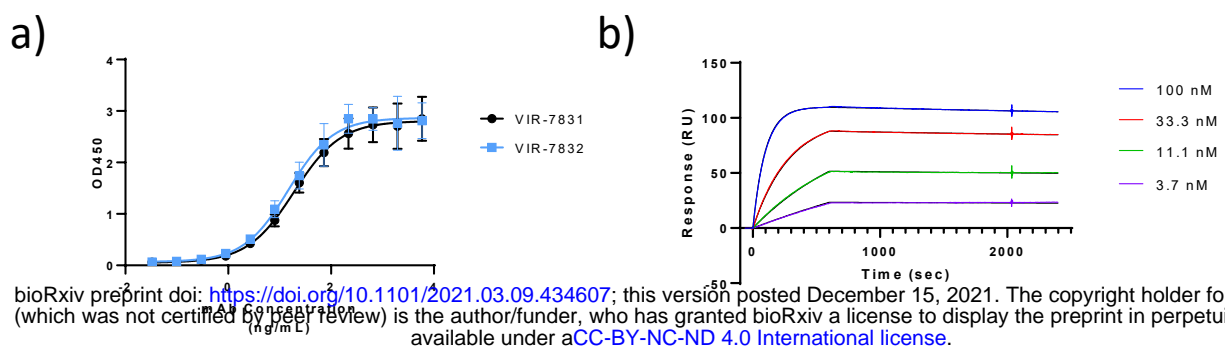 a)
4
3
2
1
0
OD450
-2
0
2
4
mAb Concentration
(ng/mL)
VIR-7831
VIR-7832
b)
150
100
50
0
-50
Response (RU)
0
1000
2000
Time (sec)
100 nM
33.3 nM
11.1 nM
3.7 nM
bioRxiv preprint doi: https://doi.org/10.1101/2021.03.09.434607; this version posted December 15, 2021. The copyright holder fo
(which was not certified by peer review) is the author/funder, who has granted bioRxiv a license to display the preprint in perpetui
available under aCC-BY-NC-ND 4.0 International license.